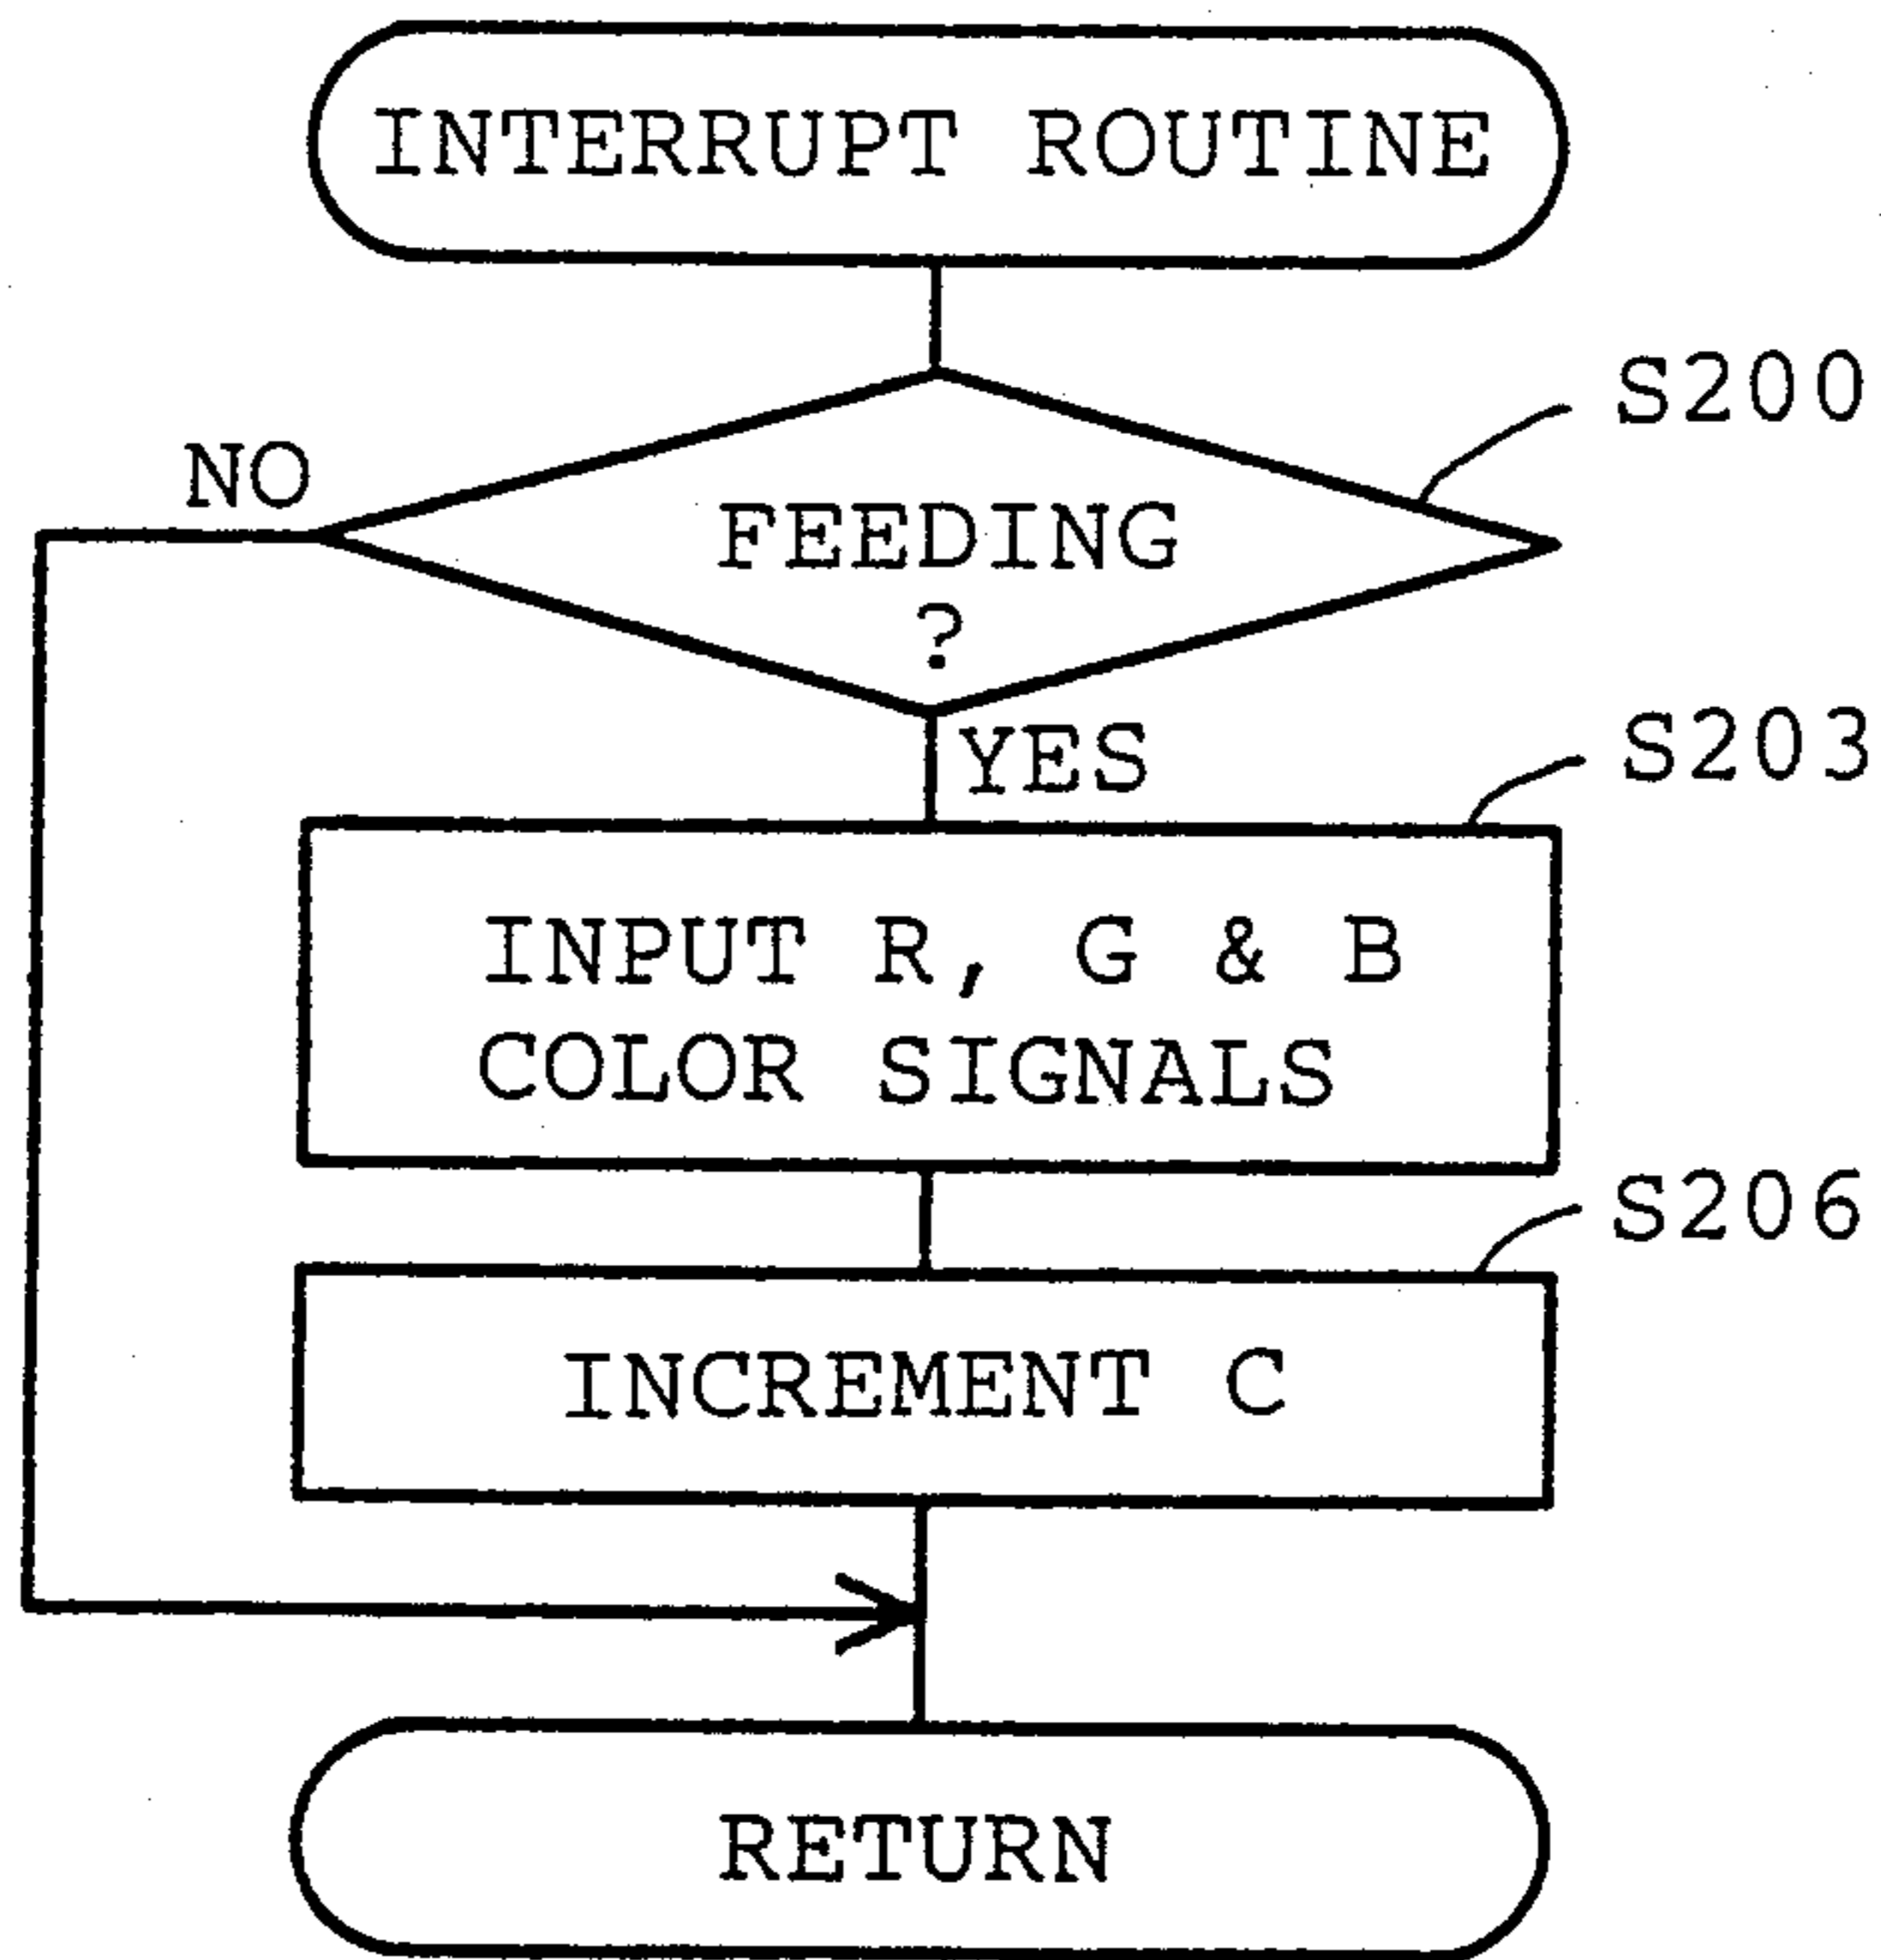 INTERRUPT ROUTINE
S200
NO
FEEDING
?
YES
S203
INPUT R, G & B
COLOR SIGNALS
S206
INCREMENT C
RETURN